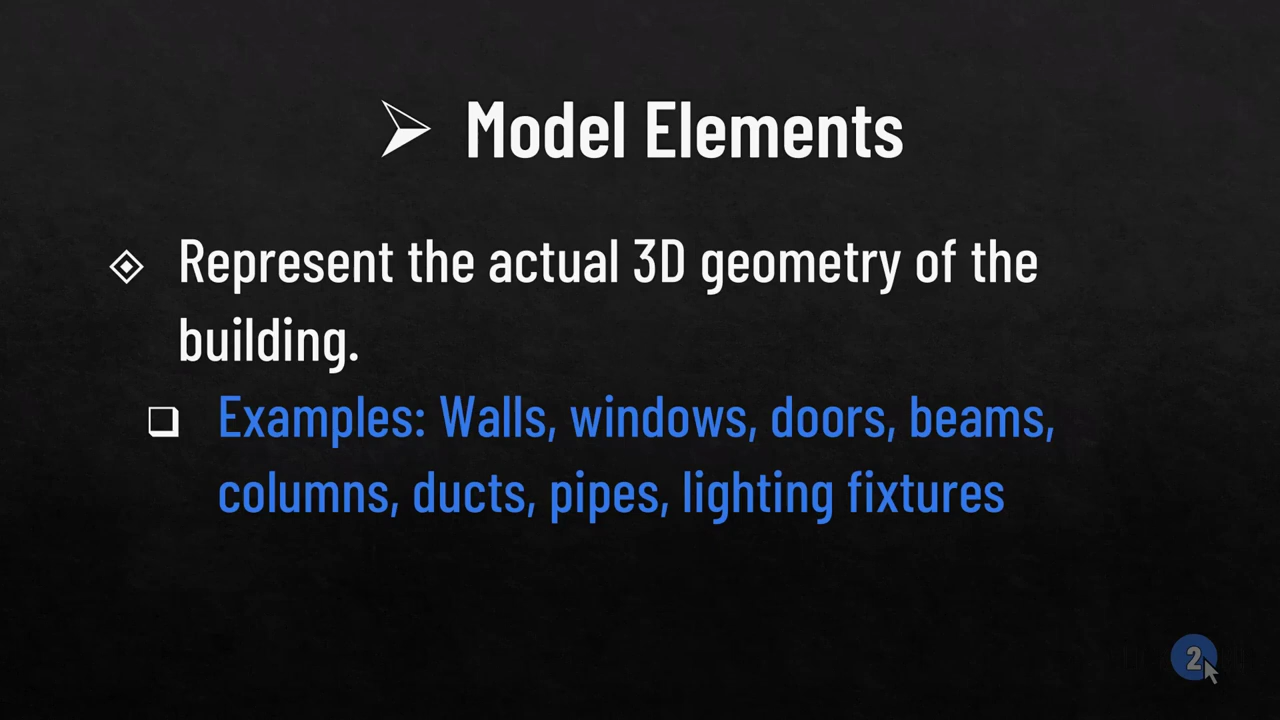 Model Elements
Represent the actual 3D geometry of the
building.
Examples: Walls, windows, doors, beams,
columns, ducts, pipes, lighting fixtures
2